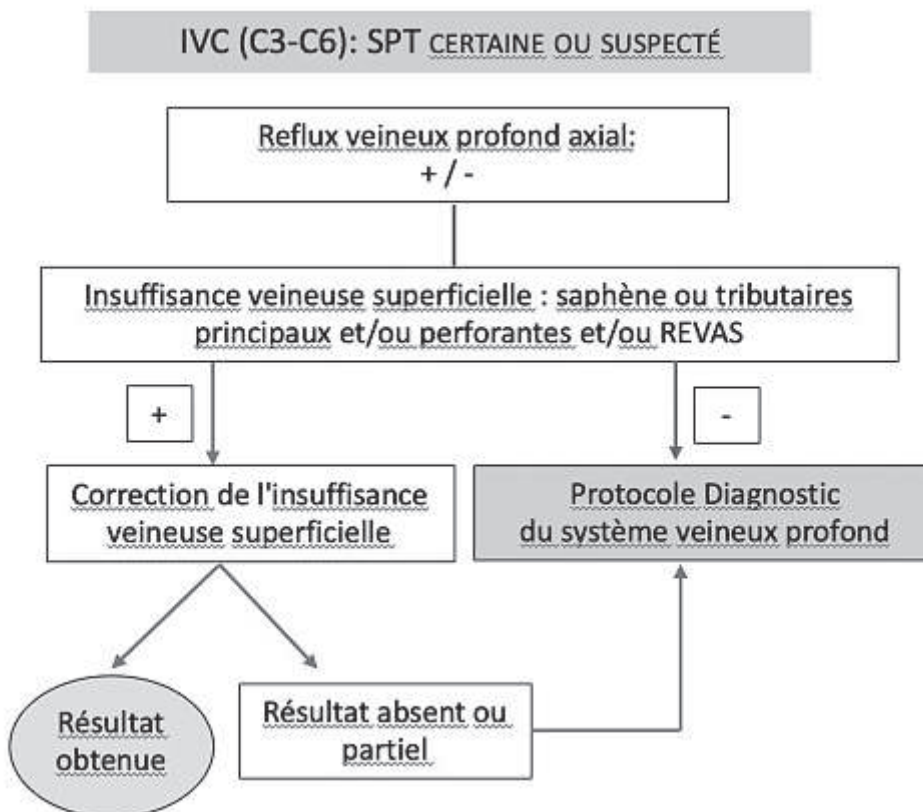 IVC (C3-C6): SPT CERTAINE OU SUSPECTÉ
Reflux veineux profond axial:
+ / -
Insuffisance veineuse superficielle : saphène ou tributaires
principaux et/ou perforantes et/ou REVAS
+
-
Correction de l'insuffisance
veineuse superficielle
Protocole Diagnostic
du système veineux profond
Résultat
obtenue
Résultat absent ou
partiel